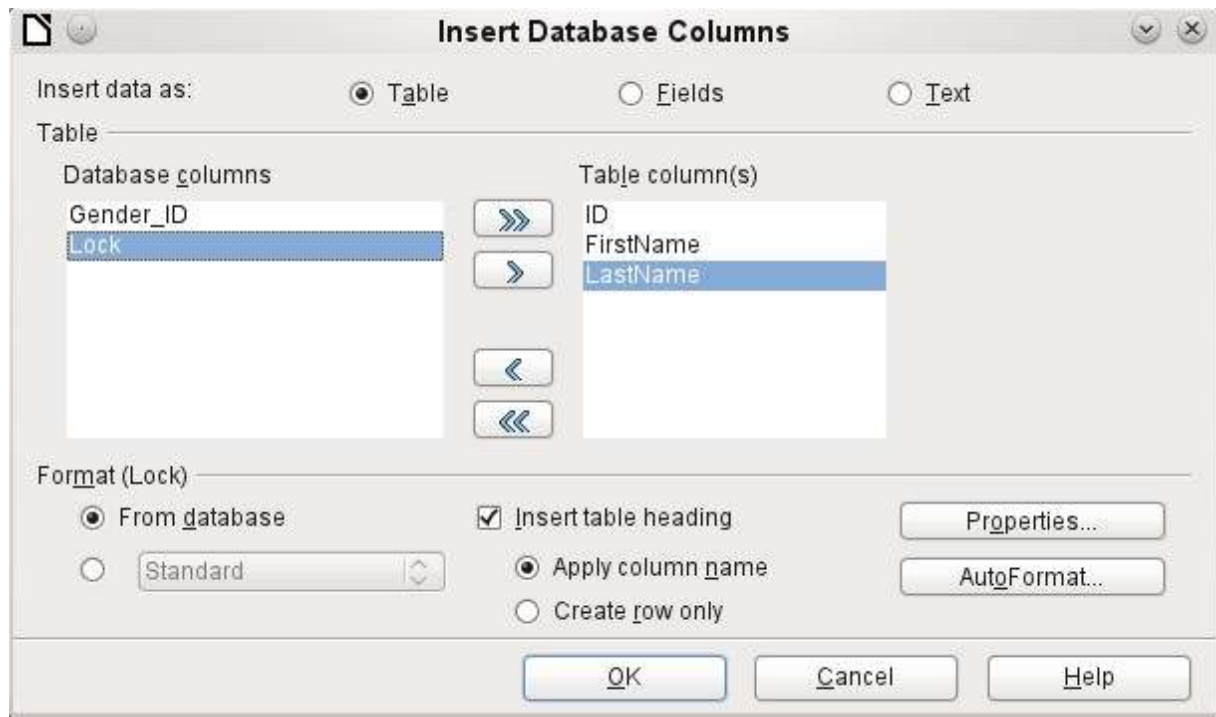 Insert Database Columns
Insert data as: Table Fields Text
Table
Database columns Table column(s)
Gender_ID ID
Lock FirstName
LastName
Format (Lock)
From database Insert table heading Properties...
Standard Apply column name AutoFormat...
Create row only
OK Cancel Help